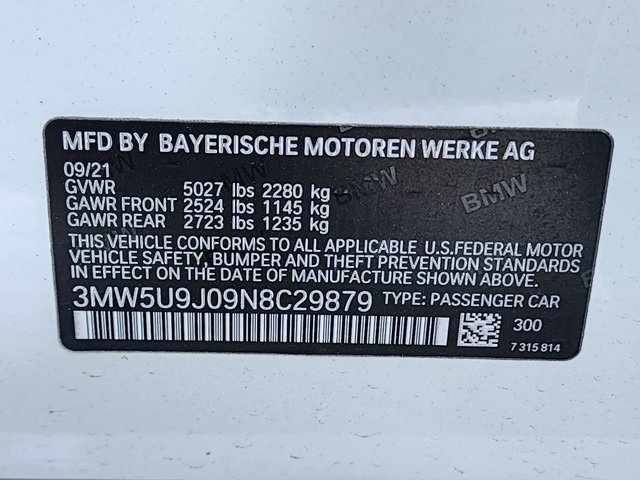 MFD BY BAYERISCHE MOTOREN WERKE AG
09/21
GVWR 5027 lbs 2280 kg
GAWR FRONT 2524 lbs 1145 kg
GAWR REAR 2723 lbs 1235 kg
THIS VEHICLE CONFORMS TO ALL APPLICABLE U.S.FEDERAL MOTOR
VEHICLE SAFETY, BUMPER AND THEFT PREVENTION
STANDARDS IN EFFECT ON THE DATE OF MANUFACTURE SHOWN ABOVE.
3MW5U9J09N8C29879 TYPE: PASSENGER CAR
300
7 315 814
BMW
BMW
BMW